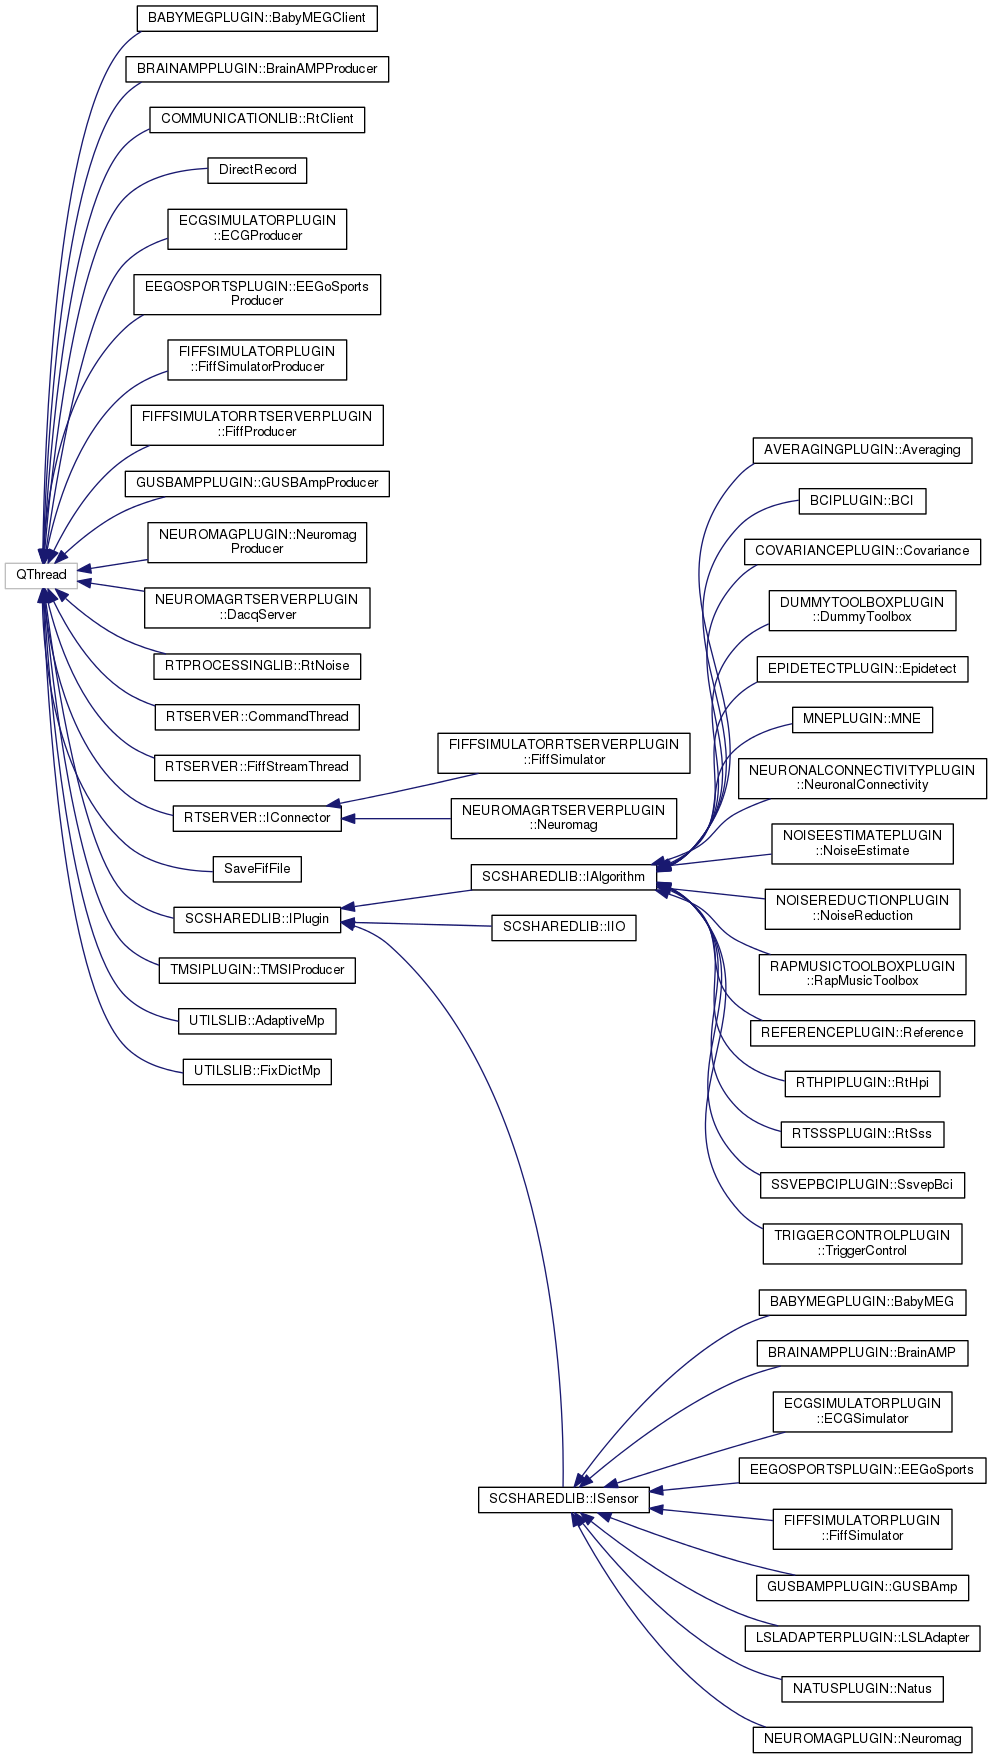 BABYMEGPLUGIN::BabyMEGClient
BRAINAMPPLUGIN::BrainAMPProducer
COMMUNICATIONLIB::RtClient
DirectRecord
ECGSIMULATORPLUGIN
::ECGProducer
EEGOSPORTSPLUGIN::EEGoSports
Producer
FIFFSIMULATORPLUGIN
::FiffSimulatorProducer
FIFFSIMULATORRTSERVERPLUGIN
::FiffProducer
GUSBAMPPLUGIN::GUSBAmpProducer
NEUROMAGPLUGIN::Neuromag
Producer
QThread
NEUROMAGRTSERVERPLUGIN
::DacqServer
RTPROCESSINGLIB::RtNoise
RTSERVER::CommandThread
RTSERVER::FiffStreamThread
RTSERVER::IConnector
SaveFifFile
SCSHAREDLIB::IPlugin
TMSIPLUGIN::TMSIProducer
UTILSLIB::AdaptiveMp
UTILSLIB::FixDictMp
FIFFSIMULATORRTSERVERPLUGIN
::FiffSimulator
NEUROMAGRTSERVERPLUGIN
::Neuromag
SCSHAREDLIB::IAlgorithm
SCSHAREDLIB::IIO
SCSHAREDLIB::ISensor
AVERAGINGPLUGIN::Averaging
BCIPLUGIN::BCI
COVARIANCEPLUGIN::Covariance
DUMMYTOOLBOXPLUGIN
::DummyToolbox
EPIDETECTPLUGIN::Epidetect
MNEPLUGIN::MNE
NEURONALCONNECTIVITYPLUGIN
::NeuronalConnectivity
NOISEESTIMATEPLUGIN
::NoiseEstimate
NOISEREDUCTIONPLUGIN
::NoiseReduction
RAPMUSICTOOLBOXPLUGIN
::RapMusicToolbox
REFERENCEPLUGIN::Reference
RTHPIPLUGIN::RtHpi
RTSSSPLUGIN::RtSss
SSVEPBCIPLUGIN::SsvepBci
TRIGGERCONTROLPLUGIN
::TriggerControl
BABYMEGPLUGIN::BabyMEG
BRAINAMPPLUGIN::BrainAMP
ECGSIMULATORPLUGIN
::ECGSimulator
EEGOSPORTSPLUGIN::EEGoSports
FIFFSIMULATORPLUGIN
::FiffSimulator
GUSBAMPPLUGIN::GUSBAmp
LSLADAPTERPLUGIN::LSLAdapter
NATUSPLUGIN::Natus
NEUROMAGPLUGIN::Neuromag